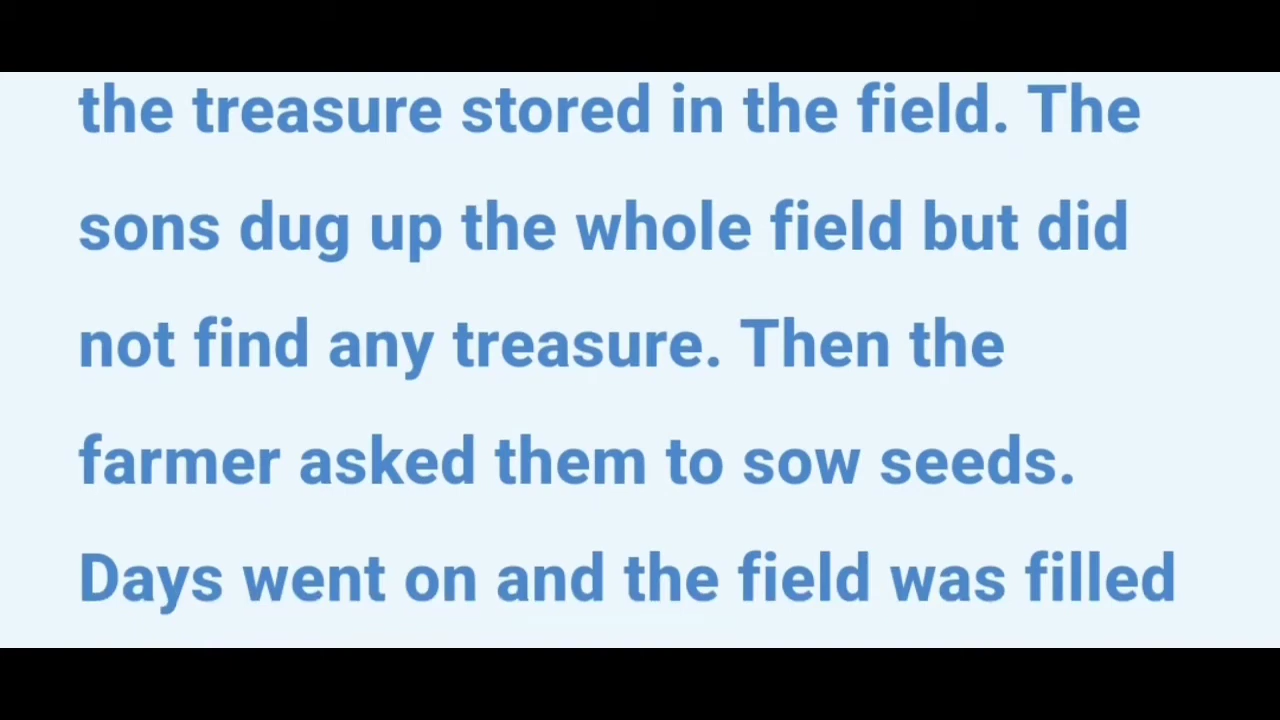 the treasure stored in the field. The
sons dug up the whole field but did
not find any treasure. Then the
farmer asked them to sow seeds.
Days went on and the field was filled